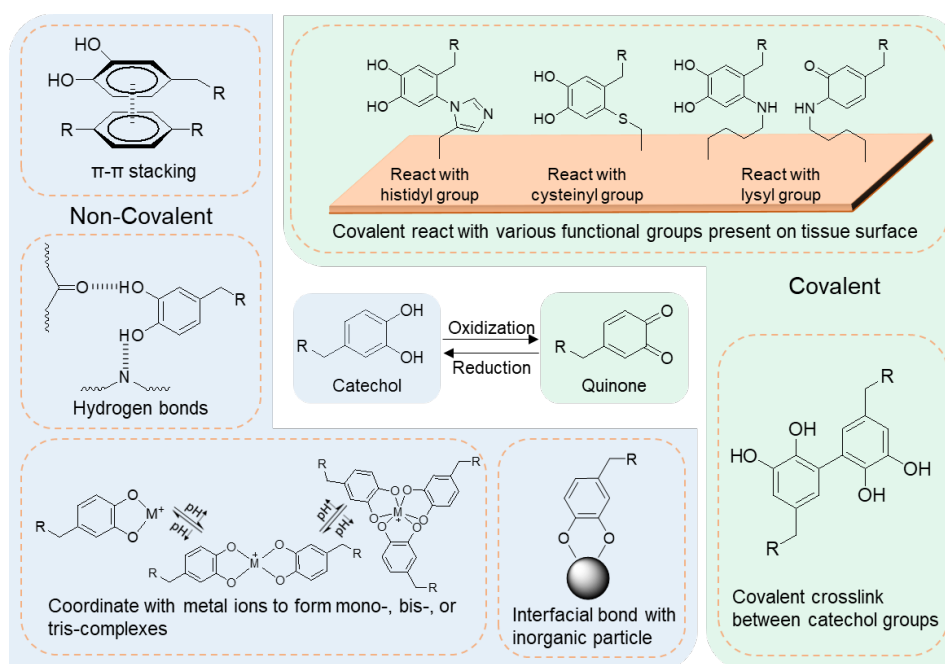 HO
HO
R
R
R
π-π stacking
Non-Covalent
O
HO
HO
R
N
Hydrogen bonds
R
HO
HO
N
N
React with
histidyl group
R
HO
HO
S
React with
cysteinyl group
R
HO
HO
NH
R
O
HN
React with
lysyl group
Covalent react with various functional groups present on tissue surface
Covalent
OH
OH
R
Catechol
Oxidization
Reduction
O
O
R
Quinone
R
OH
HO
OH
OH
R
Covalent crosslink
between catechol groups
O
M+
O
R
pH
pH
O
O
+
M
O
O
R
R
pH
pH
R
R
O
O
O
O
M
+
O
O
R
Coordinate with metal ions to form mono-, bis-, or
tris-complexes
R
O
O
Interfacial bond with
inorganic particle